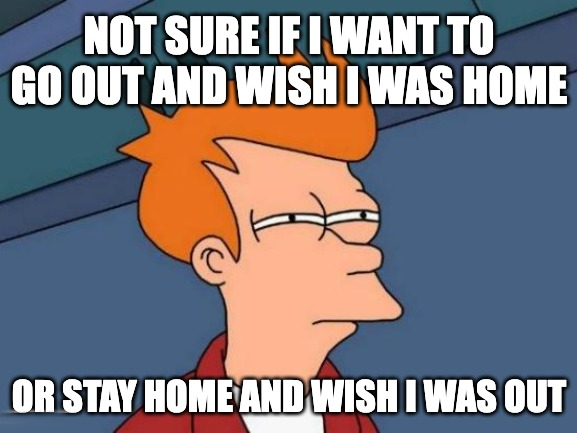 NOT SURE IF I WANT TO
GO OUT AND WISH I WAS HOME
OR STAY HOME AND WISH I WAS OUT